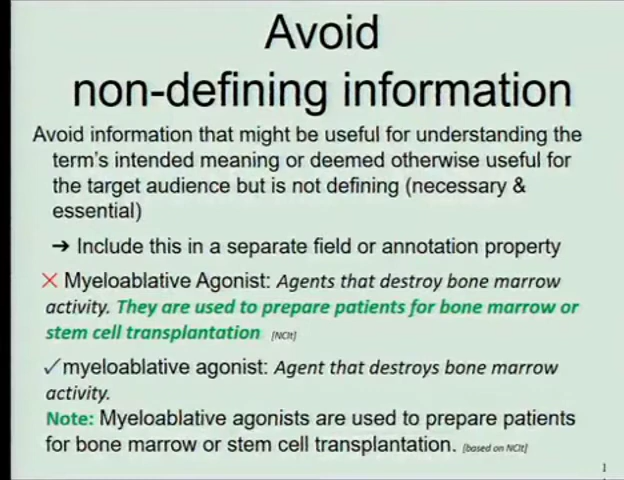 Avoid
non-defining information
Avoid information that might be useful for understanding the
term's intended meaning or deemed otherwise useful for
the target audience but is not defining (necessary &
essential)
➔ Include this in a separate field or annotation property
✕ Myeloablative Agonist: Agents that destroy bone marrow
activity. They are used to prepare patients for bone marrow or
stem cell transplantation [NCIt]
✓myeloablative agonist: Agent that destroys bone marrow
activity.
Note: Myeloablative agonists are used to prepare patients
for bone marrow or stem cell transplantation. [based on NCIt]
1